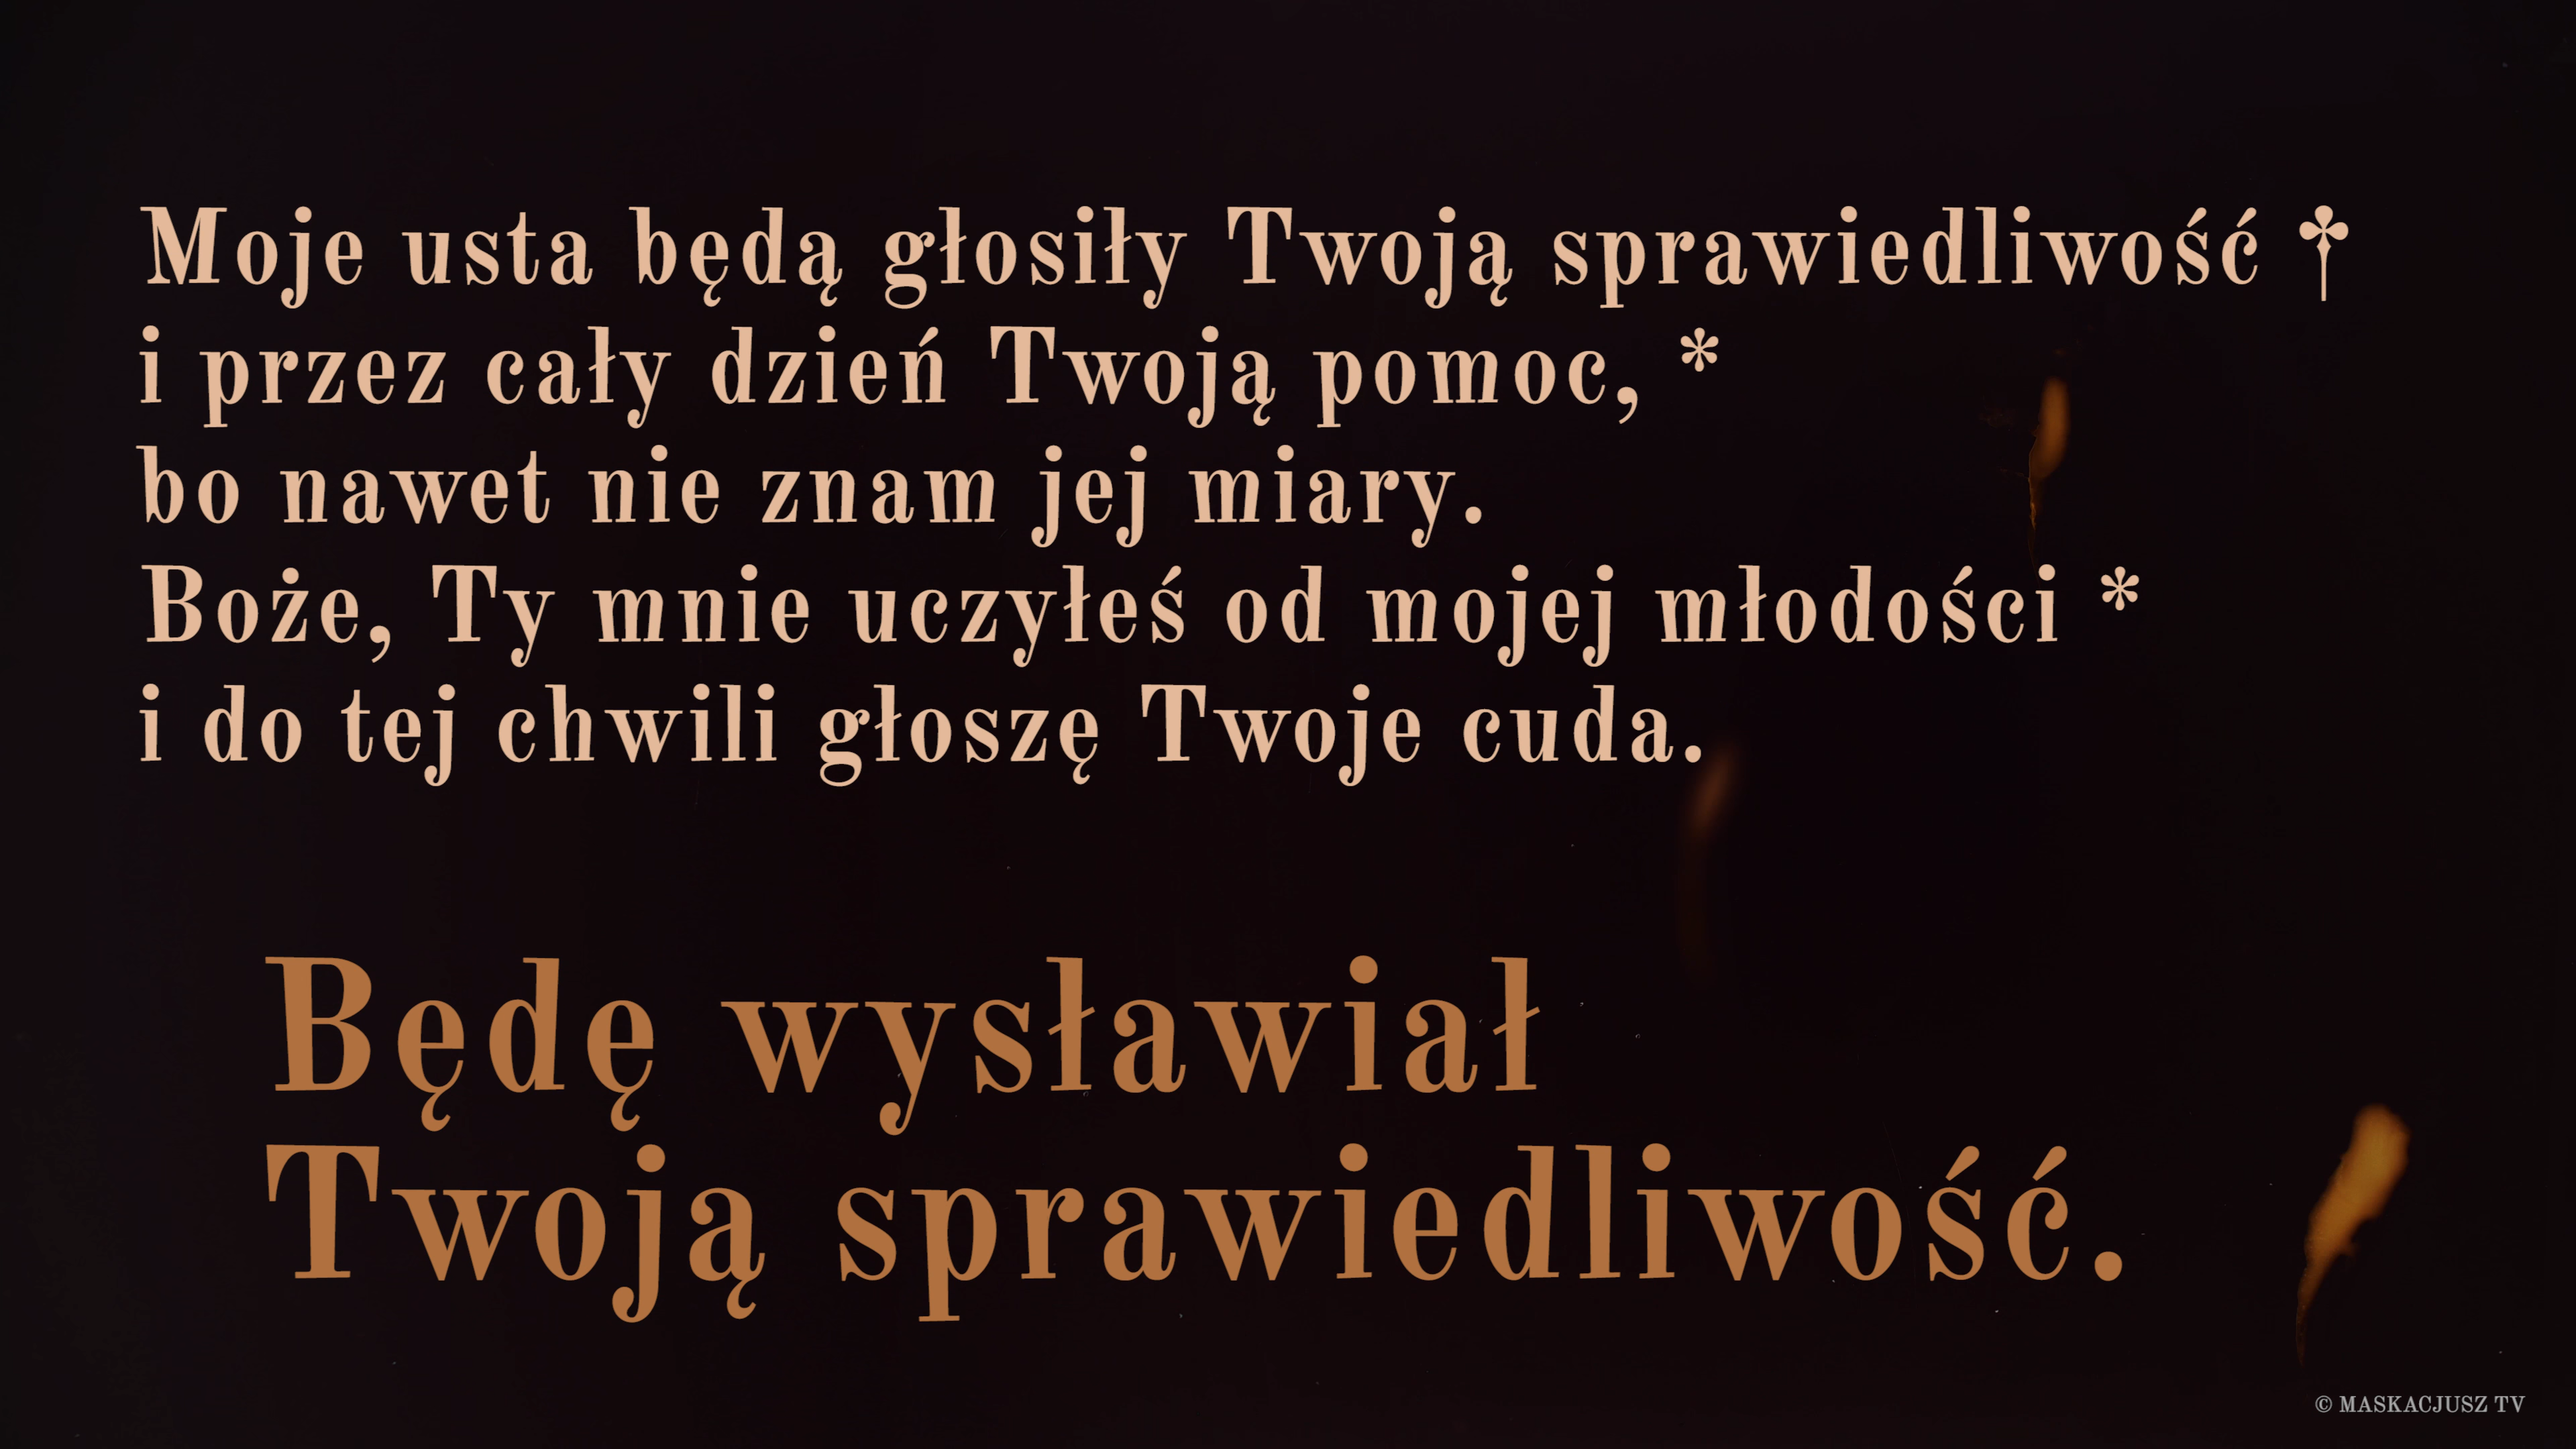 Moje usta będą głosiły Twoją sprawiedliwość †
i przez cały dzień Twoją pomoc, *
bo nawet nie znam jej miary.
Boże, Ty mnie uczyłeś od mojej młodości *
i do tej chwili głoszę Twoje cuda.
Będę wysławiał
Twoją sprawiedliwość.
© MASKACJUSZ TV